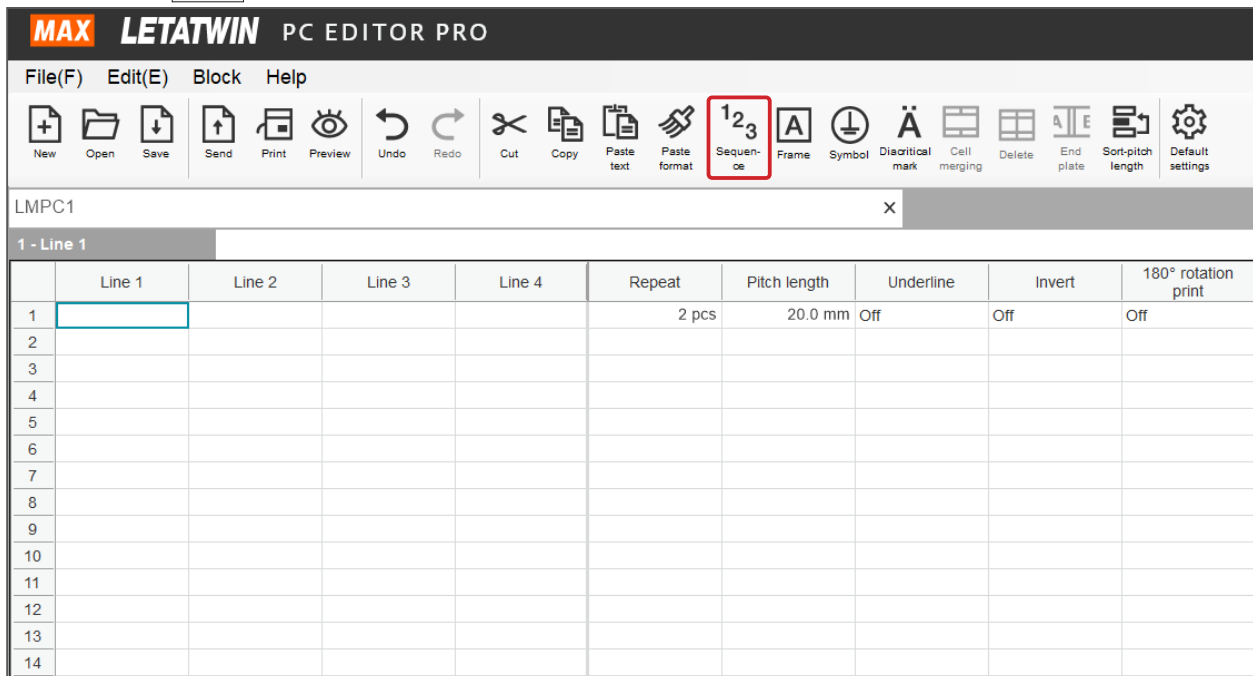 MAX LETATWIN PC EDITOR PRO
File(F) Edit(E) Block Help
123 A Ä A E
New Open Save Send Print Preview Undo Redo Cut Copy Paste text Paste format Sequen-ce Frame Symbol Diacritical mark Cell merging Delete End plate Sort-pitch length Default settings
LMPC1 ×
1 - Line 1
Line 1 Line 2 Line 3 Line 4 Repeat Pitch length Underline Invert 180° rotation print
1 2 pcs 20.0 mm Off Off Off
2
3
4
5
6
7
8
9
10
11
12
13
14